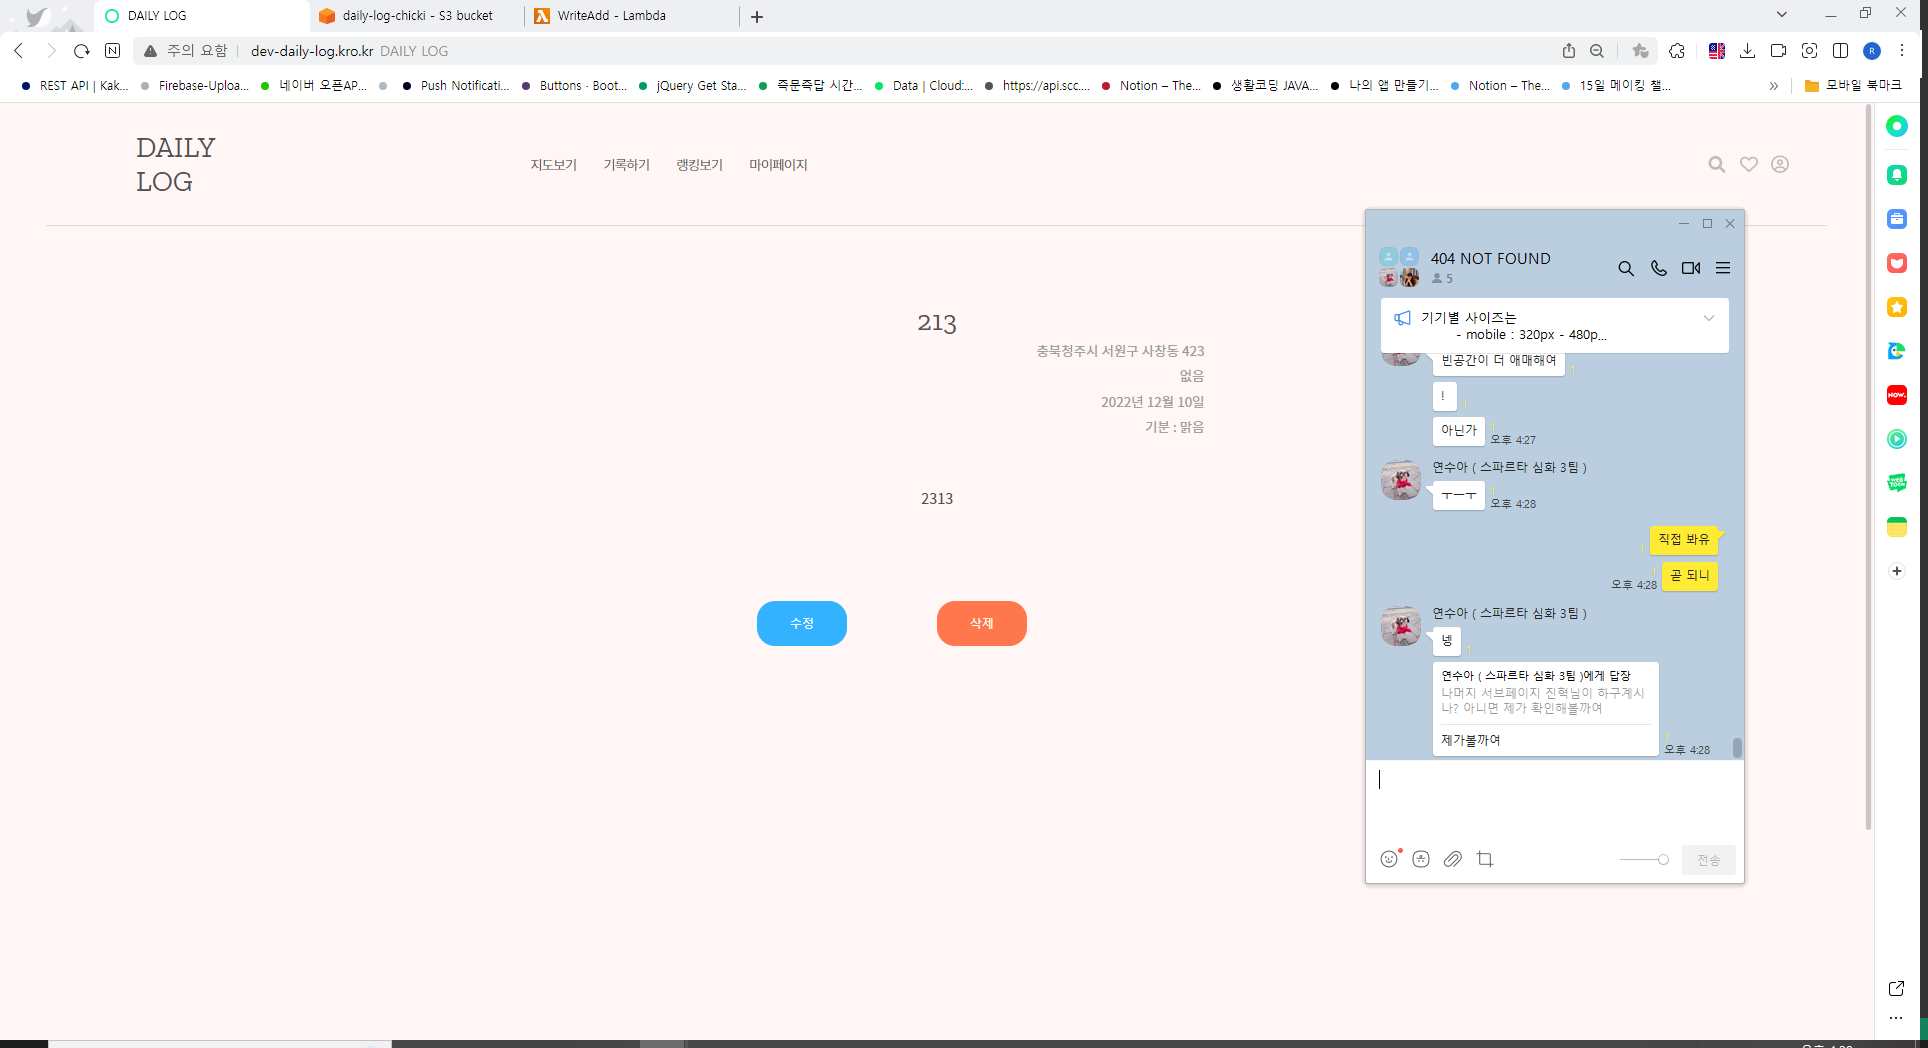 DAILY LOG
daily-log-chicki - S3 bucket
WriteAdd - Lambda
주의 요함
dev-daily-log.kro.kr DAILY LOG
R
REST API | Kak...
Firebase-Uploa...
네이버 오픈AP...
Push Notificati...
Buttons · Boot...
jQuery Get Sta...
즉문즉답 시간...
Data | Cloud:...
https://api.scc....
Notion – The...
생활코딩 JAVA...
나의 앱 만들기...
Notion – The...
15일 메이킹 챌...
모바일 북마크
DAILY
LOG
지도보기
기록하기
랭킹보기
마이페이지
213
충북청주시 서원구 사창동 423
없음
2022년 12월 10일
기분 : 맑음
2313
수정
삭제
404 NOT FOUND
5
기기별 사이즈는
- mobile : 320px - 480p...
빈공간이 더 애매해여
1
!
1
아닌가
1
오후 4:27
연수아 ( 스파르타 심화 3팀 )
ㅜㅡㅜ
1
오후 4:28
직접 봐유
1
곧 되니
1
오후 4:28
연수아 ( 스파르타 심화 3팀 )
넹
1
연수아 ( 스파르타 심화 3팀 )에게 답장
나머지 서브페이지 진혁님이 하구계시
나? 아니면 제가 확인해볼까여
제가볼까여
1
오후 4:28
전송
NOW.
WEB
TOON